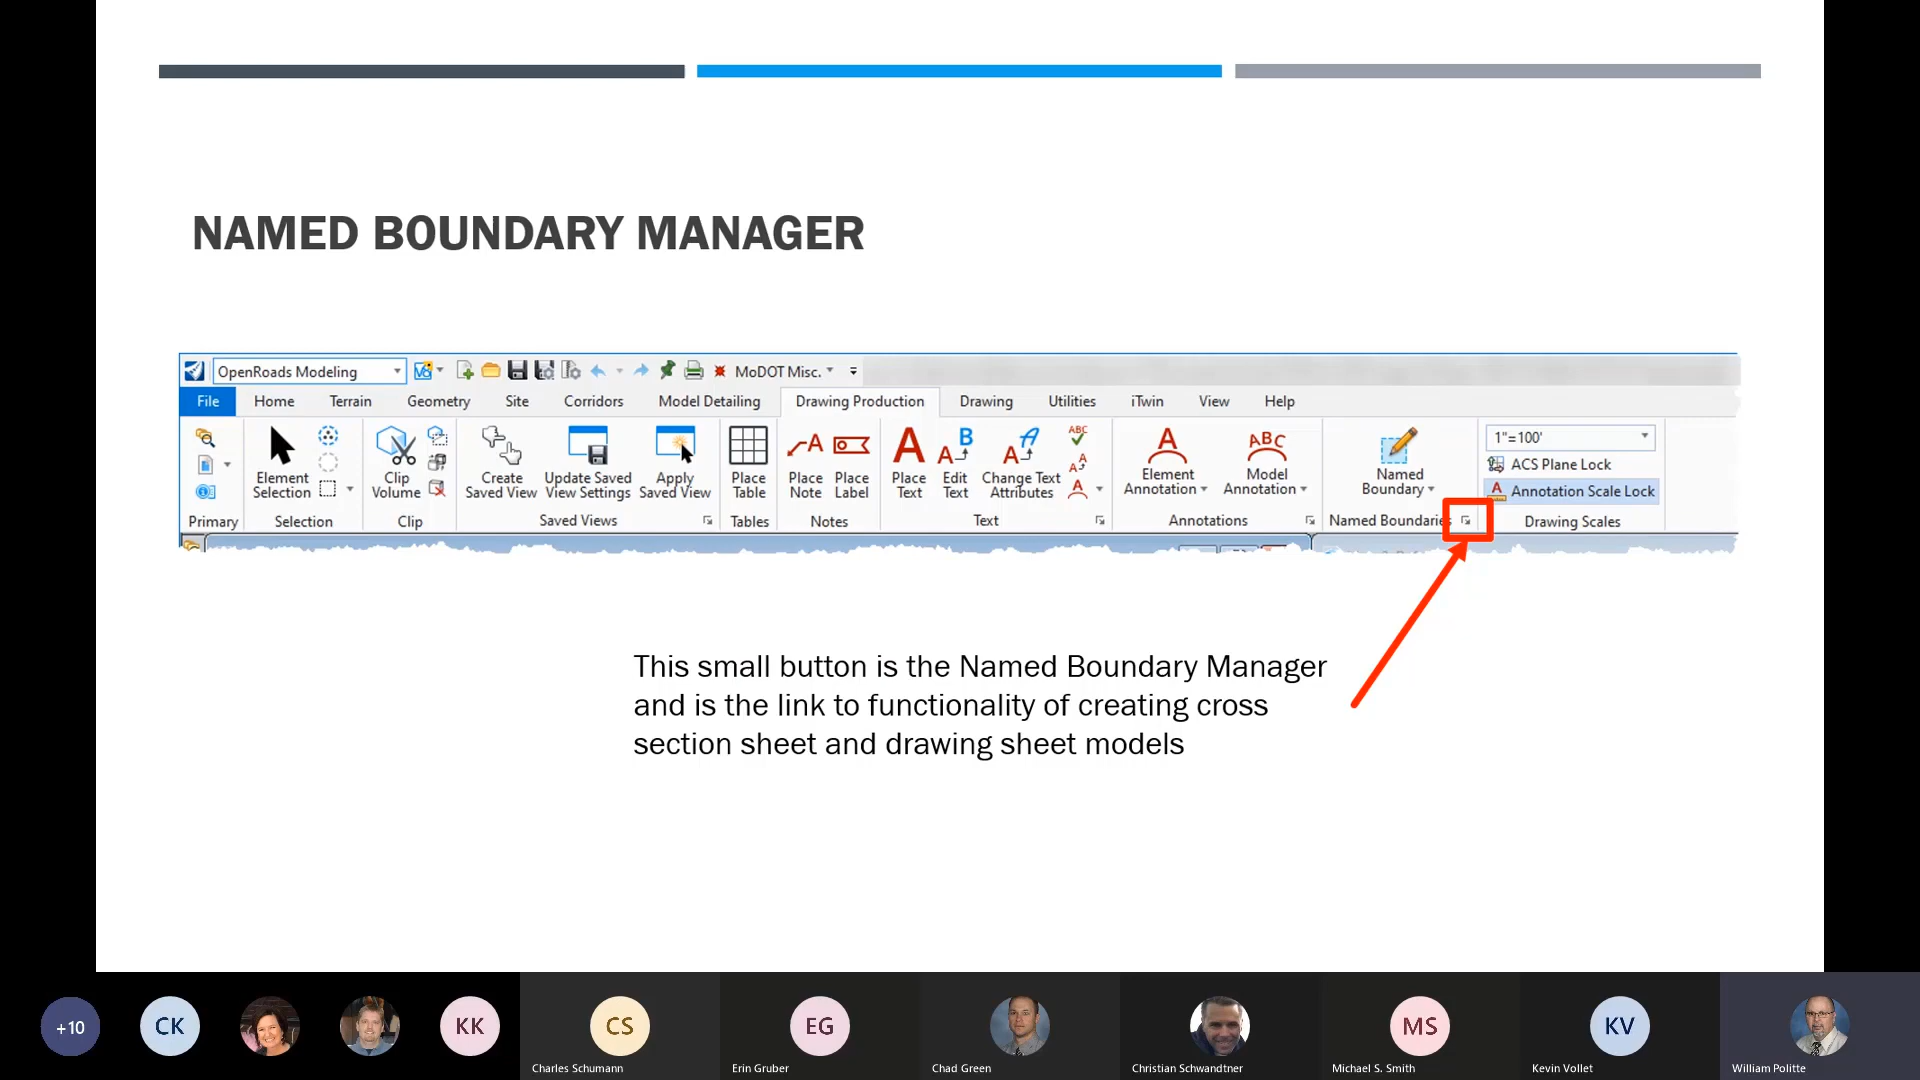 NAMED BOUNDARY MANAGER
OpenRoads Modeling
MoDOT Misc.
File Home Terrain Geometry Site Corridors Model Detailing Drawing Production Drawing Utilities iTwin View Help
Element Selection
Clip Volume
Create Saved View
Update Saved View Settings
Apply Saved View
Place Table
Place Note
Place Label
Place Text
Edit Text
Change Text Attributes
Element Annotation
ABC
Model Annotation
Named Boundary
1"=100'
ACS Plane Lock
Annotation Scale Lock
Primary Selection Clip Saved Views Tables Notes Text Annotations Named Boundaries Drawing Scales
This small button is the Named Boundary Manager
and is the link to functionality of creating cross
section sheet and drawing sheet models
+10 CK KK CS EG MS KV
Charles Schumann Erin Gruber Chad Green Christian Schwandtner Michael S. Smith Kevin Vollet William Politte